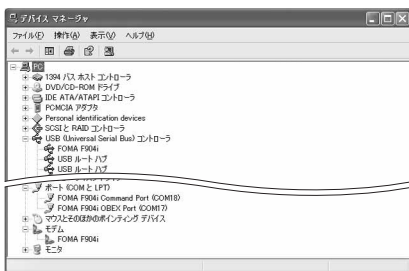 デバイス マネージャ
ファイル(F) 操作(A) 表示(V) ヘルプ(H)
PC
1394 バス ホスト コントローラ
DVD/CD-ROM ドライブ
IDE ATA/ATAPI コントローラ
PCMCIA アダプタ
Personal identification devices
SCSI と RAID コントローラ
USB (Universal Serial Bus) コントローラ
FOMA F904i
USB ルート ハブ
USB ルート ハブ
ポート (COM と LPT)
FOMA F904i Command Port (COM18)
FOMA F904i OBEX Port (COM17)
マウスとそのほかのポインティング デバイス
モデム
FOMA F904i
モニタ